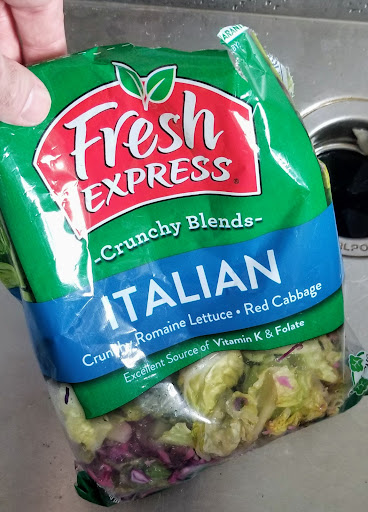 Fresh
EXPRESS®
-Crunchy Blends-
ITALIAN
Crunchy Romaine Lettuce • Red Cabbage
Excellent Source of Vitamin K & Folate